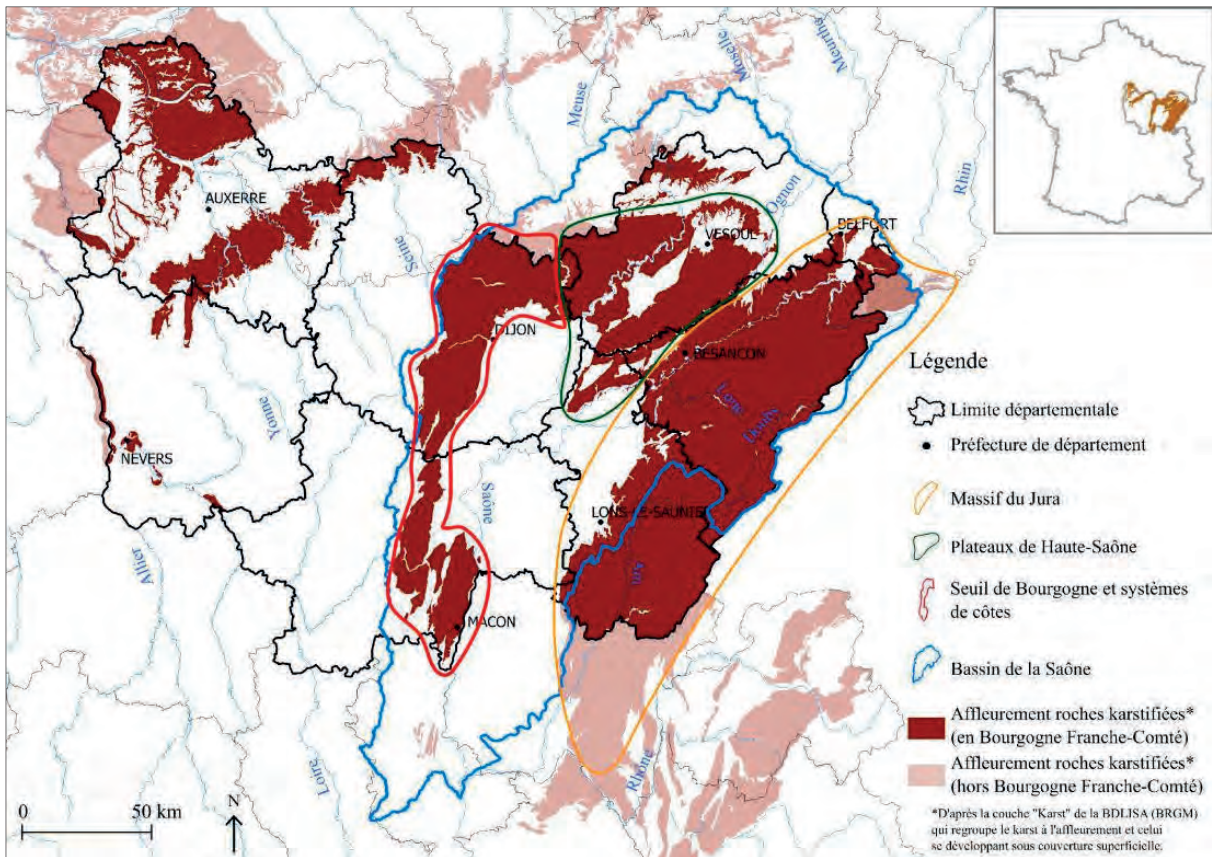 Meuse
Moselle
Meurthe
Rhin
Ognon
AUXERRE
Seine
VESOUL
BELFORT
DIJON
BESANÇON
Loue
Doubs
Yonne
NEVERS
Saône
LONS-LE-SAUNIER
Ain
Allier
MACON
Loire
Rhône
Légende
Limite départementale
Préfecture de département
Massif du Jura
Plateaux de Haute-Saône
Seuil de Bourgogne et systèmes
de côtes
Bassin de la Saône
Affleurement roches karstifiées*
(en Bourgogne Franche-Comté)
Affleurement roches karstifiées*
(hors Bourgogne Franche-Comté)
*D'après la couche "Karst" de la BDLISA (BRGM)
qui regroupe le karst à l'affleurement et celui
se développant sous couverture superficielle.
0 50 km
N